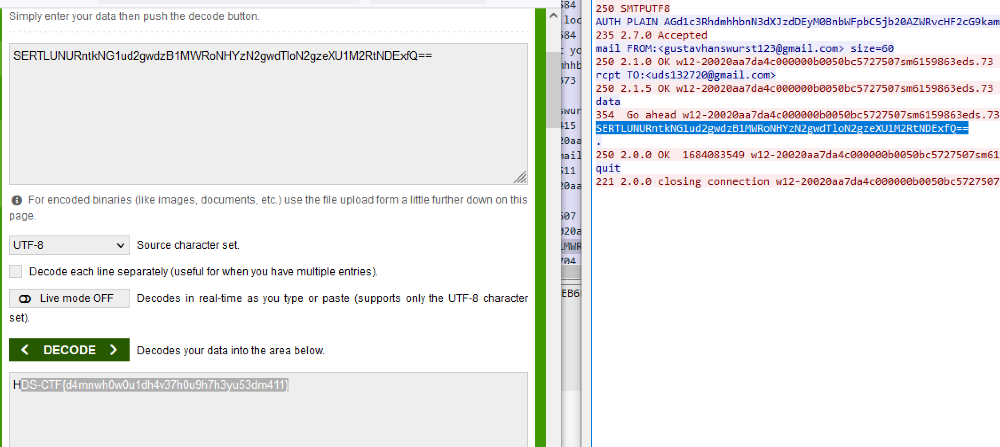 Simply enter your data then push the decode button.
SERTLUNURntkNG1ud2gwdzB1MWRoNHYzN2gwdTloN2gzeXU1M2RtNDExfQ==
For encoded binaries (like images, documents, etc.) use the file upload form a little further down on this
page.
UTF-8 Source character set.
Decode each line separately (useful for when you have multiple entries).
Live mode OFF Decodes in real-time as you type or paste (supports only the UTF-8 character
set).
< DECODE > Decodes your data into the area below.
HDS-CTF{d4mnwh0w0u1dh4v37h0u9h7h3yu53dm411}
584
.loc
584
t yo
mhhb
373
swur
415
20aa
mail
511
20aa
507
020a
1MWR
704
EB6
250 SMTPUTF8
AUTH PLAIN AGd1c3RhdmhhbnN3dXJzdDEyM0BnbWFpbC5jb20AZWRvcHF2cG9kam
235 2.7.0 Accepted
mail FROM:<gustavhanswurst123@gmail.com> size=60
250 2.1.0 OK w12-20020aa7da4c000000b0050bc5727507sm6159863eds.73
rcpt TO:<uds132720@gmail.com>
250 2.1.5 OK w12-20020aa7da4c000000b0050bc5727507sm6159863eds.73
data
354  Go ahead w12-20020aa7da4c000000b0050bc5727507sm6159863eds.73
SERTLUNURntkNG1ud2gwdzB1MWRoNHYzN2gwdTloN2gzeXU1M2RtNDExfQ==
.
250 2.0.0 OK  1684083549 w12-20020aa7da4c000000b0050bc5727507sm61
quit
221 2.0.0 closing connection w12-20020aa7da4c000000b0050bc5727507